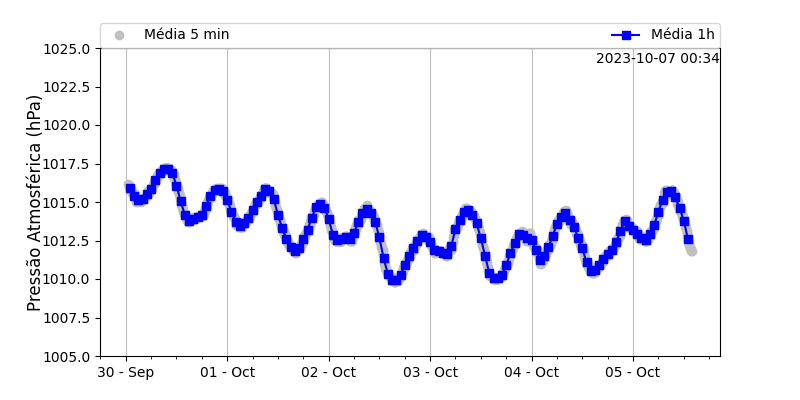 Média 5 min
Média 1h
2023-10-07 00:34
Pressão Atmosférica (hPa)
1025.0
1022.5
1020.0
1017.5
1015.0
1012.5
1010.0
1007.5
1005.0
30 - Sep
01 - Oct
02 - Oct
03 - Oct
04 - Oct
05 - Oct